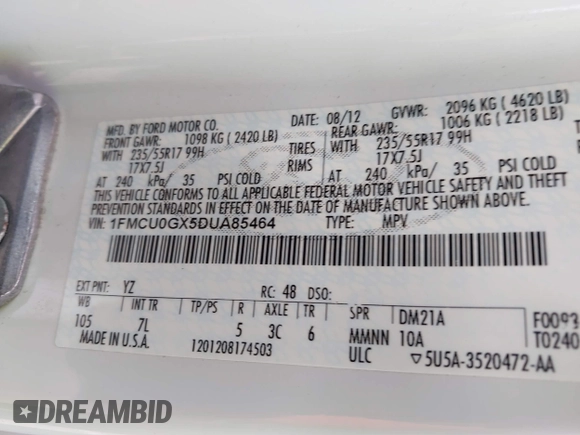 MFD. BY FORD MOTOR CO.
DATE: 08/12
GVWR: 2096 KG ( 4620 LB)
FRONT GAWR: 1098 KG ( 2420 LB)
REAR GAWR: 1006 KG ( 2218 LB)
WITH 235/55R17 99H TIRES WITH 235/55R17 99H
17X7.5J RIMS 17X7.5J
AT 240 kPa/ 35 PSI COLD AT 240 kPa/ 35 PSI COLD
THIS VEHICLE CONFORMS TO ALL APPLICABLE FEDERAL MOTOR VEHICLE SAFETY AND THEFT
PREVENTION STANDARDS IN EFFECT ON THE DATE OF MANUFACTURE SHOWN ABOVE.
VIN: 1FMCU0GX5DUA85464 TYPE: MPV
EXT PNT: YZ RC: 48 DSO:
WB INT TR TP/PS R AXLE TR SPR DM21A F0093
105 7L 5 3C 6 MMNN 10A T0240
MADE IN U.S.A. 1201208174503 ULC ▽5U5A-3520472-AA
DREAMBID